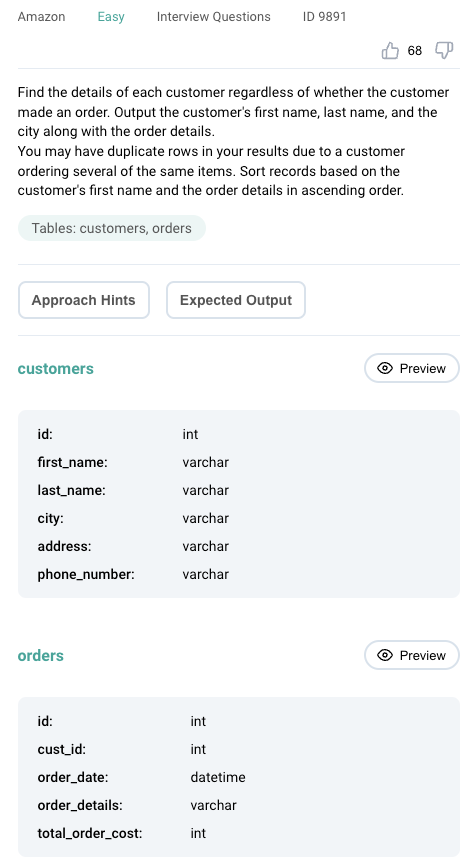 Amazon Easy Interview Questions ID 9891
68
Find the details of each customer regardless of whether the customer
made an order. Output the customer's first name, last name, and the
city along with the order details.
You may have duplicate rows in your results due to a customer
ordering several of the same items. Sort records based on the
customer's first name and the order details in ascending order.
Tables: customers, orders
Approach Hints Expected Output
customers Preview
id: int
first_name: varchar
last_name: varchar
city: varchar
address: varchar
phone_number: varchar
orders Preview
id: int
cust_id: int
order_date: datetime
order_details: varchar
total_order_cost: int